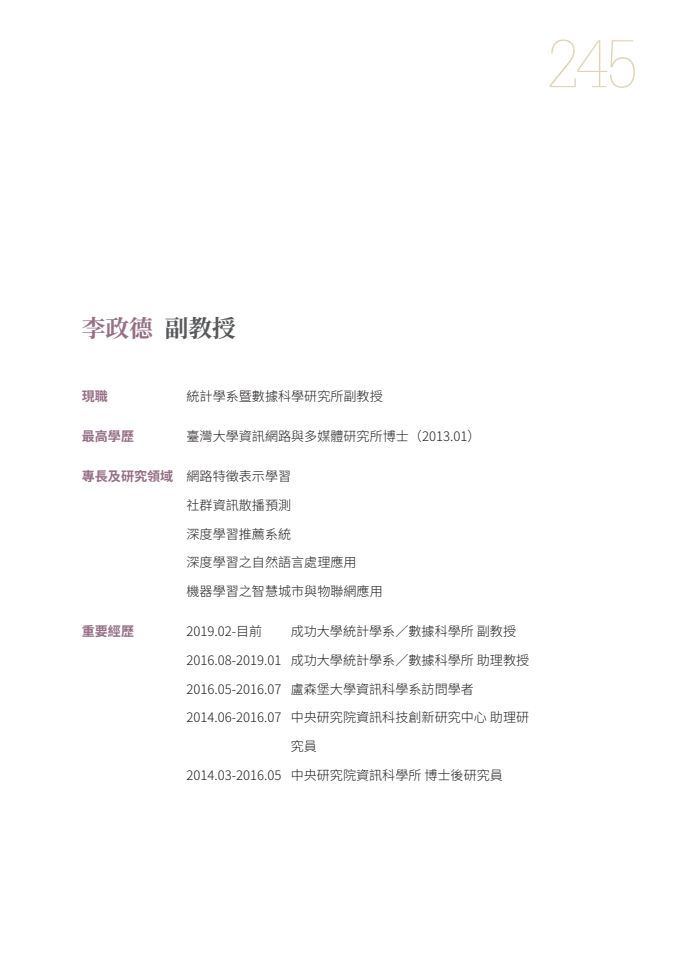 245
李政德 副教授
現職 統計學系暨數據科學研究所副教授
最高學歷 臺灣大學資訊網路與多媒體研究所博士（2013.01）
專長及研究領域 網路特徵表示學習
社群資訊散播預測
深度學習推薦系統
深度學習之自然語言處理應用
機器學習之智慧城市與物聯網應用
重要經歷 2019.02-目前 成功大學統計學系／數據科學所 副教授
2016.08-2019.01 成功大學統計學系／數據科學所 助理教授
2016.05-2016.07 盧森堡大學資訊科學系訪問學者
2014.06-2016.07 中央研究院資訊科技創新研究中心 助理研
究員
2014.03-2016.05 中央研究院資訊科學所 博士後研究員